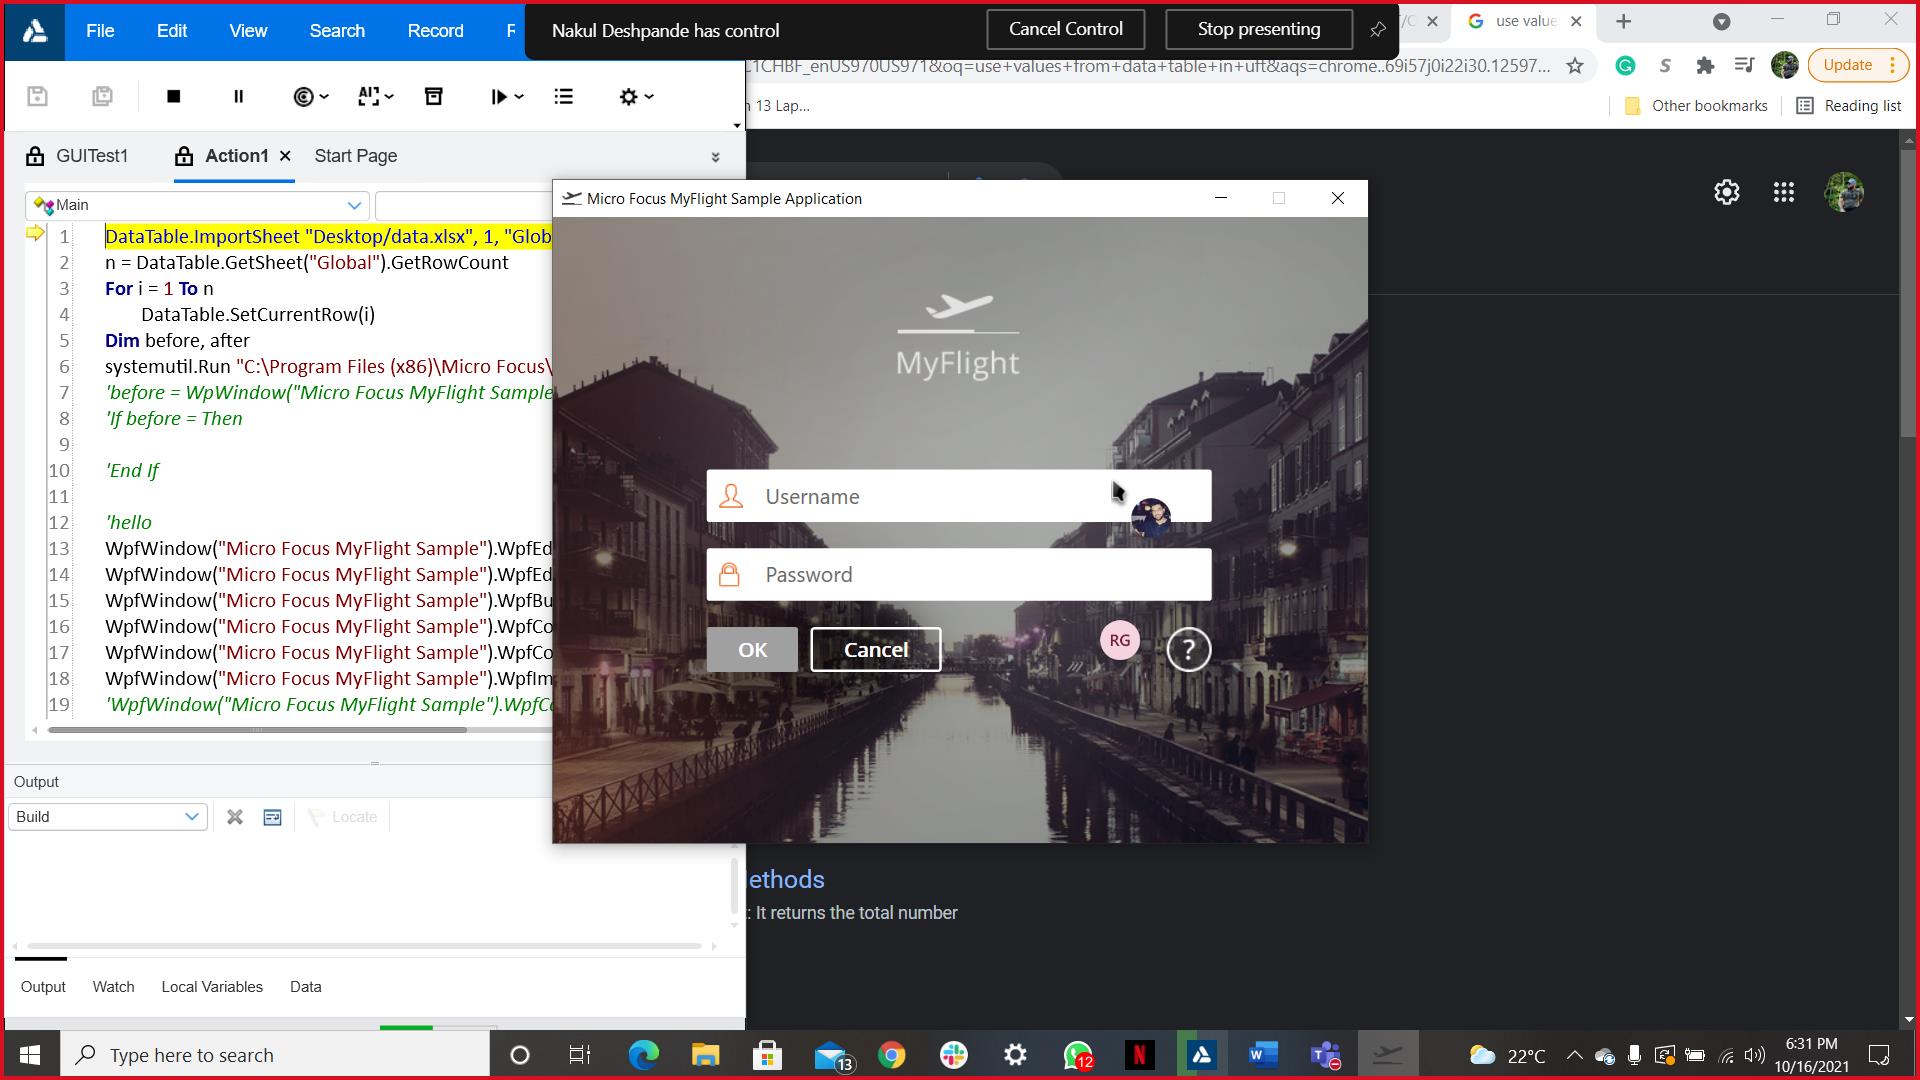 File Edit View Search Record
Nakul Deshpande has control
Cancel Control
Stop presenting
use value
C1CHBF_enUS970US971&oq=use+values+from+data+table+in+uft&aqs=chrome..69i57j0i22i30.12597...
Update
13 Lap...
Other bookmarks
Reading list
GUITest1
Action1
Start Page
Main
1 DataTable.ImportSheet "Desktop/data.xlsx", 1, "Glob
2 n = DataTable.GetSheet("Global").GetRowCount
3 For i = 1 To n
4 DataTable.SetCurrentRow(i)
5 Dim before, after
6 systemutil.Run "C:\Program Files (x86)\Micro Focus\
7 'before = WpWindow("Micro Focus MyFlight Sample
8 'If before = Then
9
10 'End If
11
12 'hello
13 WpfWindow("Micro Focus MyFlight Sample").WpfEd
14 WpfWindow("Micro Focus MyFlight Sample").WpfEd
15 WpfWindow("Micro Focus MyFlight Sample").WpfBu
16 WpfWindow("Micro Focus MyFlight Sample").WpfCo
17 WpfWindow("Micro Focus MyFlight Sample").WpfCo
18 WpfWindow("Micro Focus MyFlight Sample").WpfIm
19 'WpfWindow("Micro Focus MyFlight Sample").WpfCa
Micro Focus MyFlight Sample Application
MyFlight
Username
Password
OK
Cancel
RG
?
Output
Build
Locate
Output Watch Local Variables Data
ethods
: It returns the total number
Type here to search
13
12
22°C
6:31 PM
10/16/2021